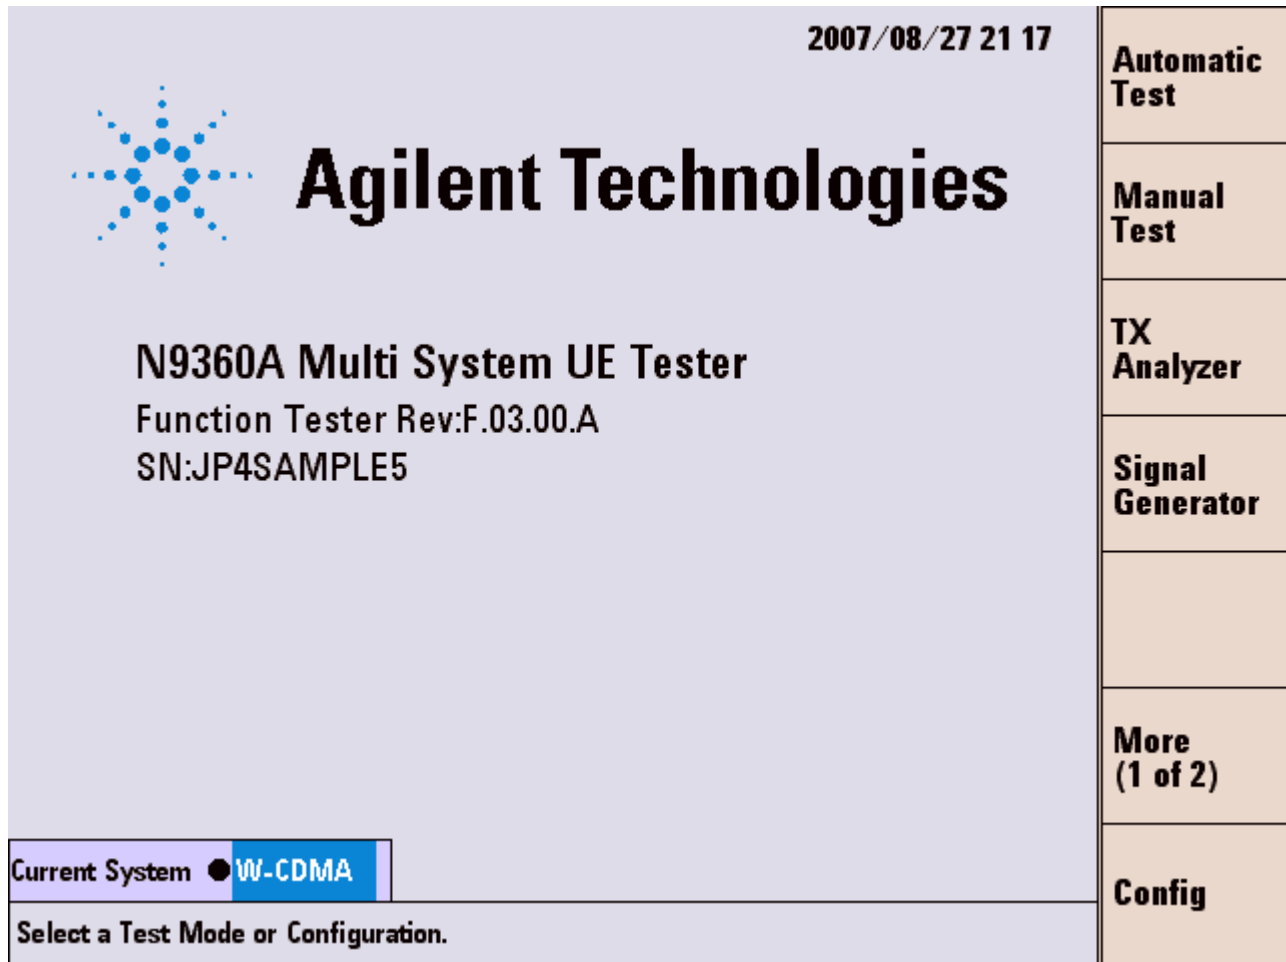 2007/08/27 21 17
Agilent Technologies
N9360A Multi System UE Tester
Function Tester Rev:F.03.00.A
SN:JP4SAMPLE5
Current System ●W-CDMA
Select a Test Mode or Configuration.
Automatic
Test
Manual
Test
TX
Analyzer
Signal
Generator
More
(1 of 2)
Config